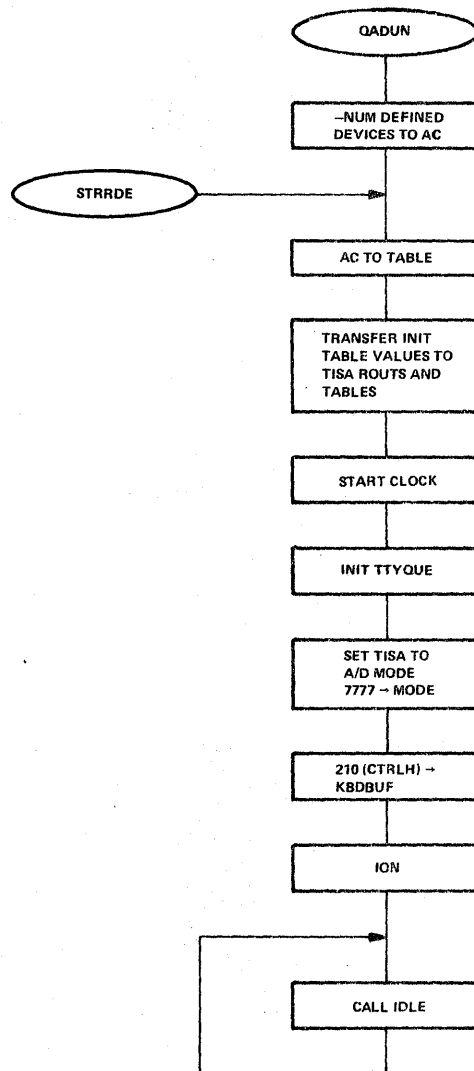 QADUN
–NUM DEFINED
DEVICES TO AC
STRRDE
AC TO TABLE
TRANSFER INIT
TABLE VALUES TO
TISA ROUTS AND
TABLES
START CLOCK
INIT TTYQUE
SET TISA TO
A/D MODE
7777 → MODE
210 (CTRLH) →
KBDBUF
ION
CALL IDLE